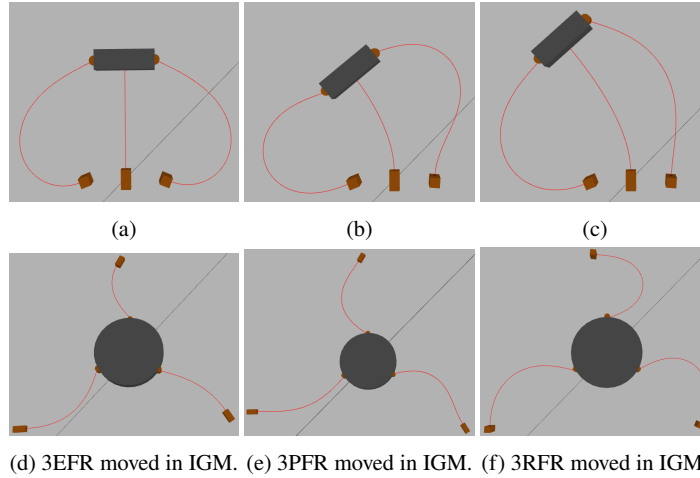 (a)
(b)
(c)
(d) 3EFR moved in IGM. (e) 3PFR moved in IGM. (f) 3RFR moved in IGM